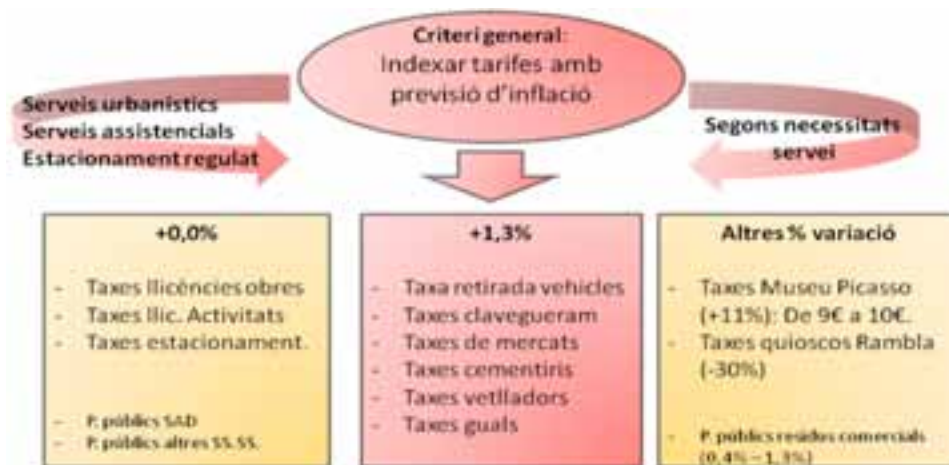 Criteri general:
Indexar tarifes amb
previsió d'inflació
Serveis urbanístics
Serveis assistencials
Estacionament regulat
Segons necessitats
servei
+0,0%
- Taxes llicències obres
- Taxes llic. Activitats
- Taxes estacionament.
- P. públics SAD
- P. públics altres SS.SS.
+1,3%
- Taxa retirada vehicles
- Taxes clavegueram
- Taxes de mercats
- Taxes cementiris
- Taxes vetlladors
- Taxes guals
Altres % variació
- Taxes Museu Picasso
(+11%): De 9€ a 10€.
- Taxes quioscos Rambla
(-30%)
- P. públics residus comercials
(0,4% – 1,3%)